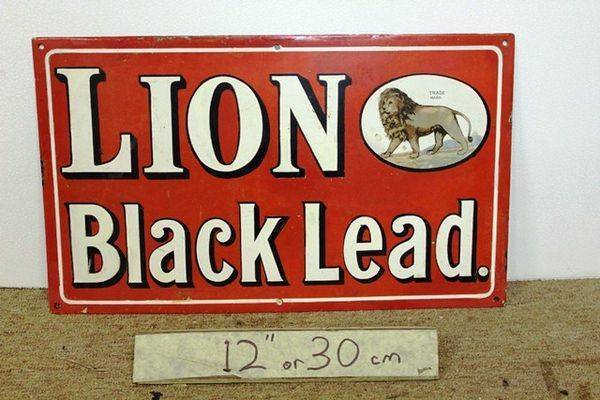 LION
TRADE
MARK
Black Lead.
12" or 30 cm